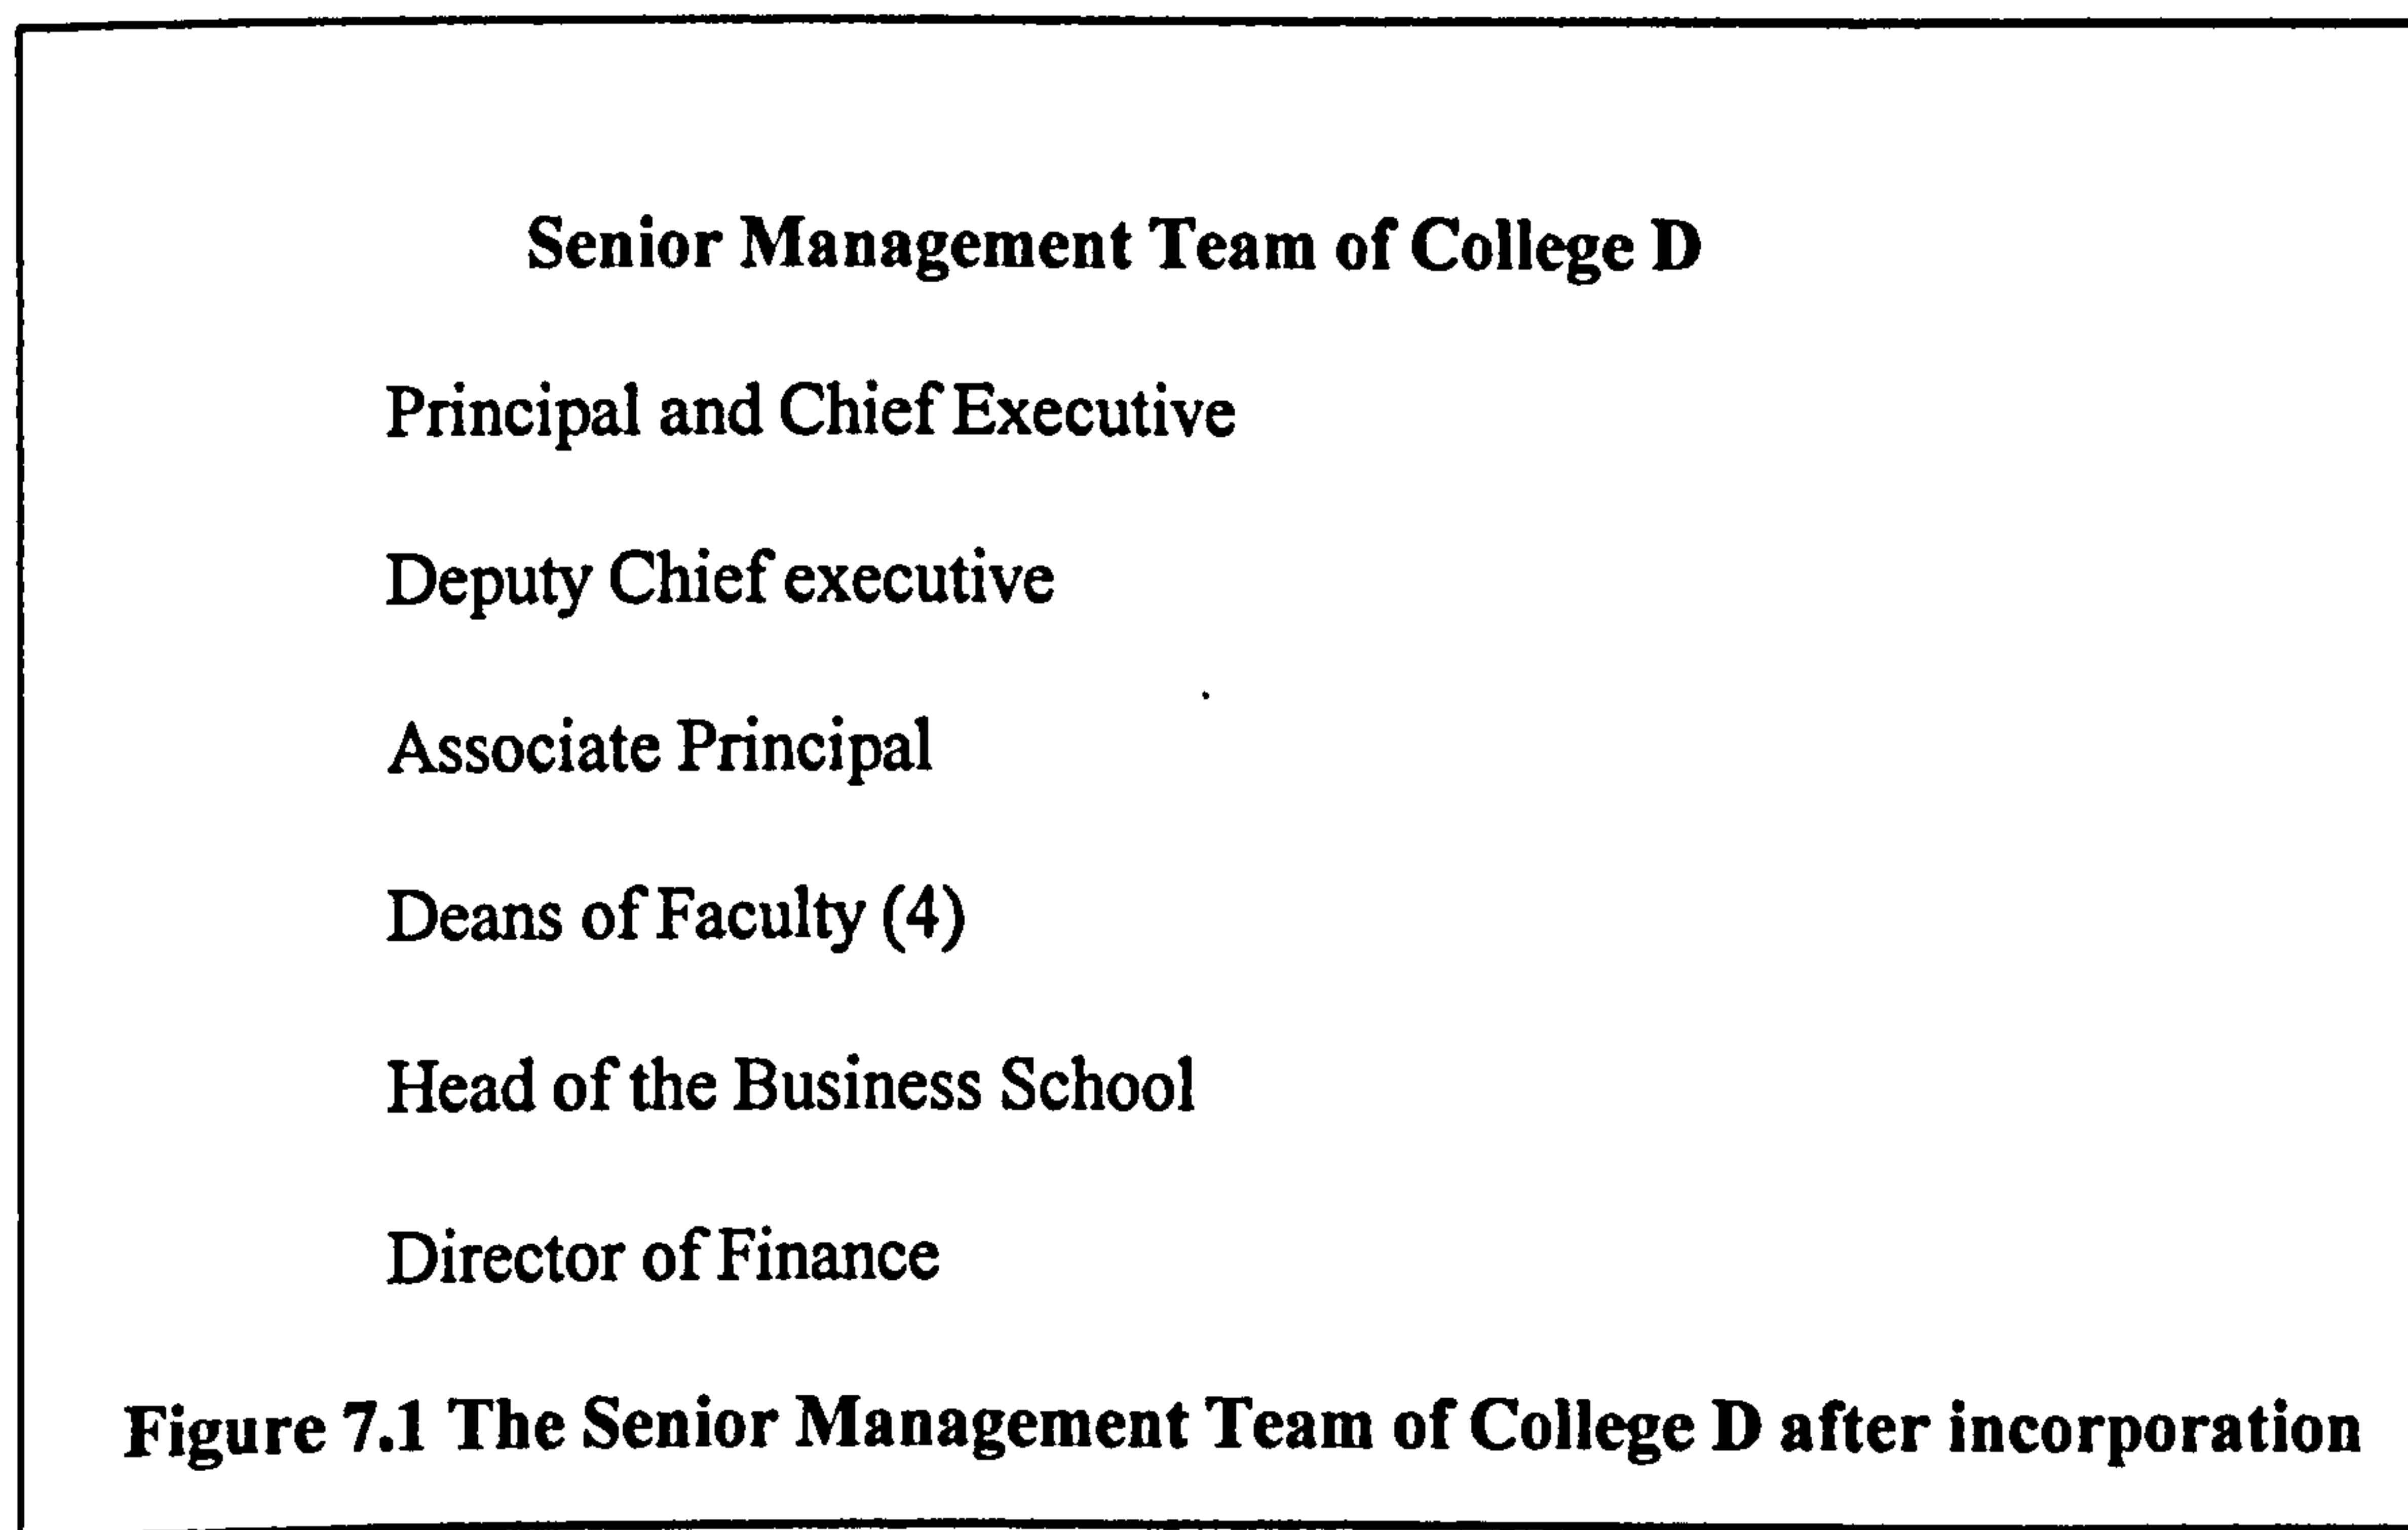 Senior Management Team of College D
Principal and Chief Executive
Deputy Chief executive
Associate Principal
Deans of Faculty (4)
Head of the Business School
Director of Finance
Figure 7.1 The Senior Management Team of College D after incorporation